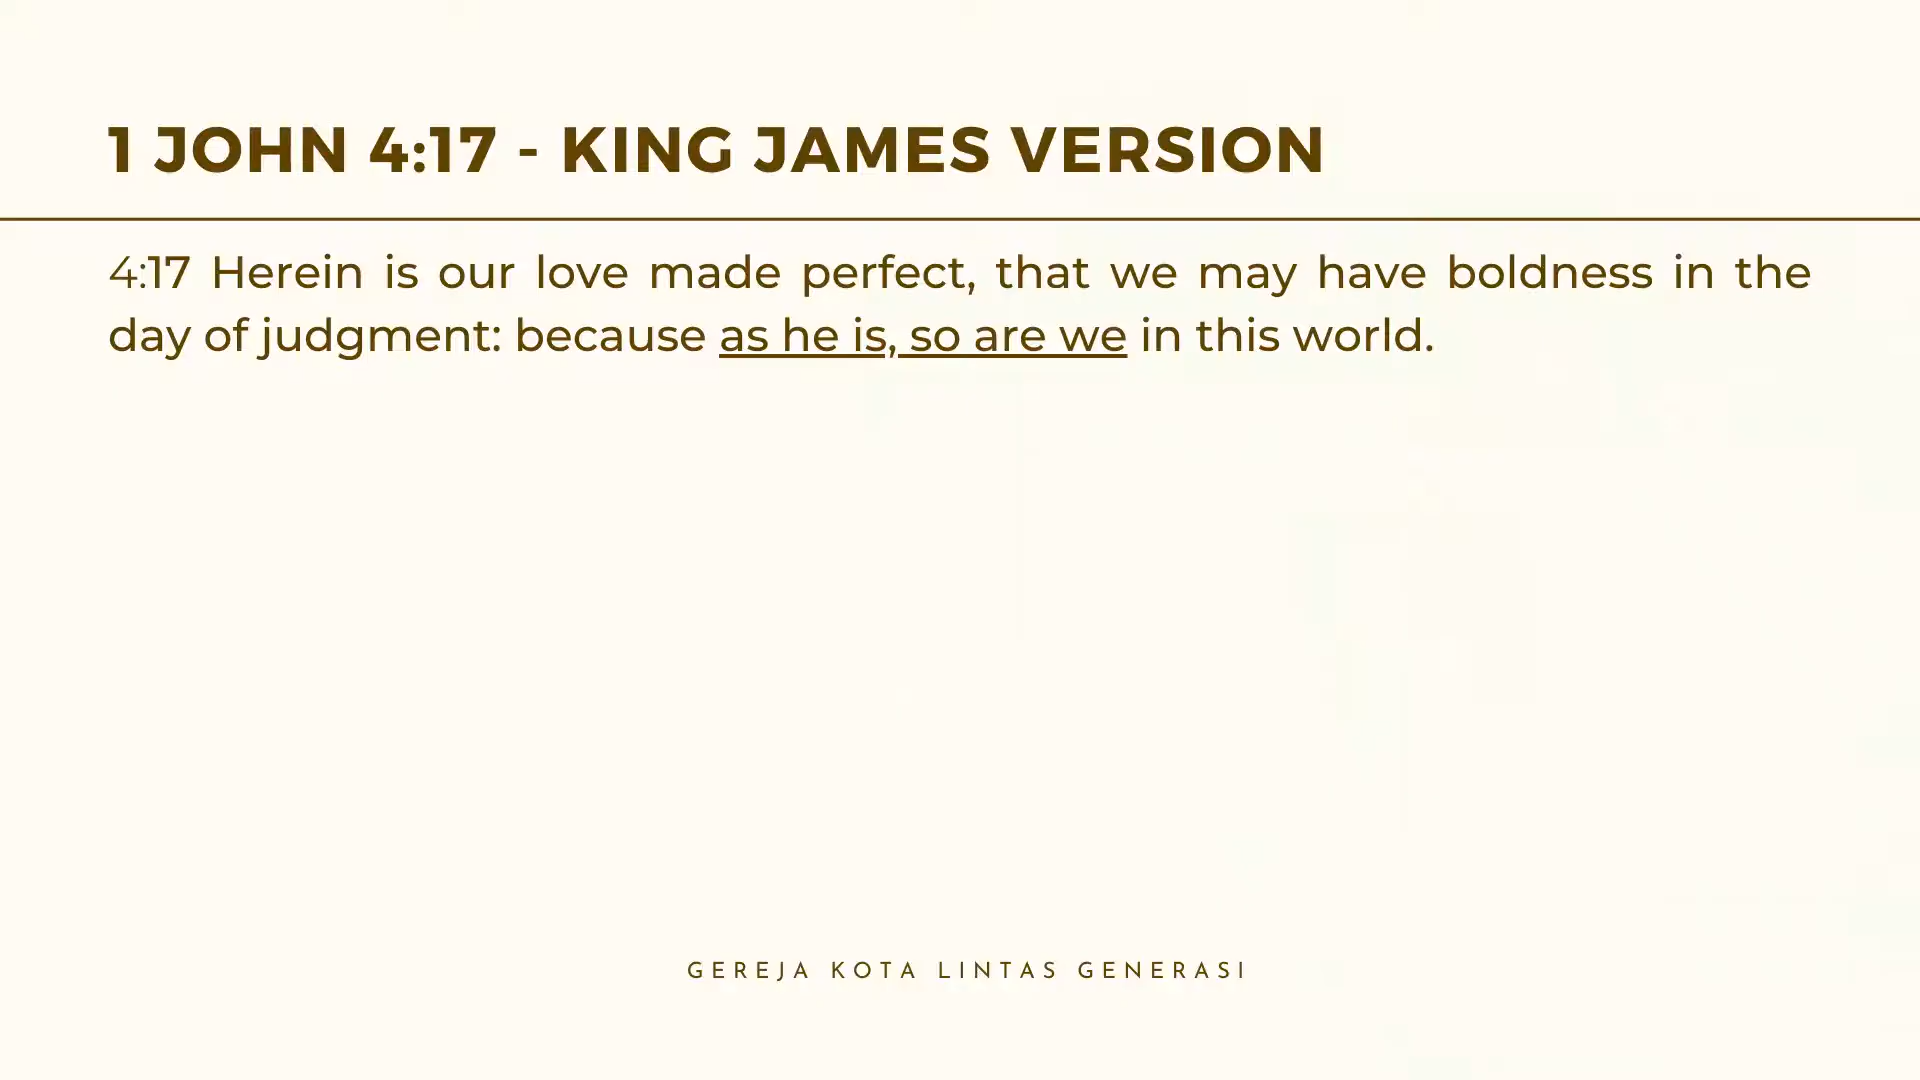 1 JOHN 4:17 - KING JAMES VERSION
4:17 Herein is our love made perfect, that we may have boldness in the
day of judgment: because as he is, so are we in this world.
GEREJA KOTA LINTAS GENERASI